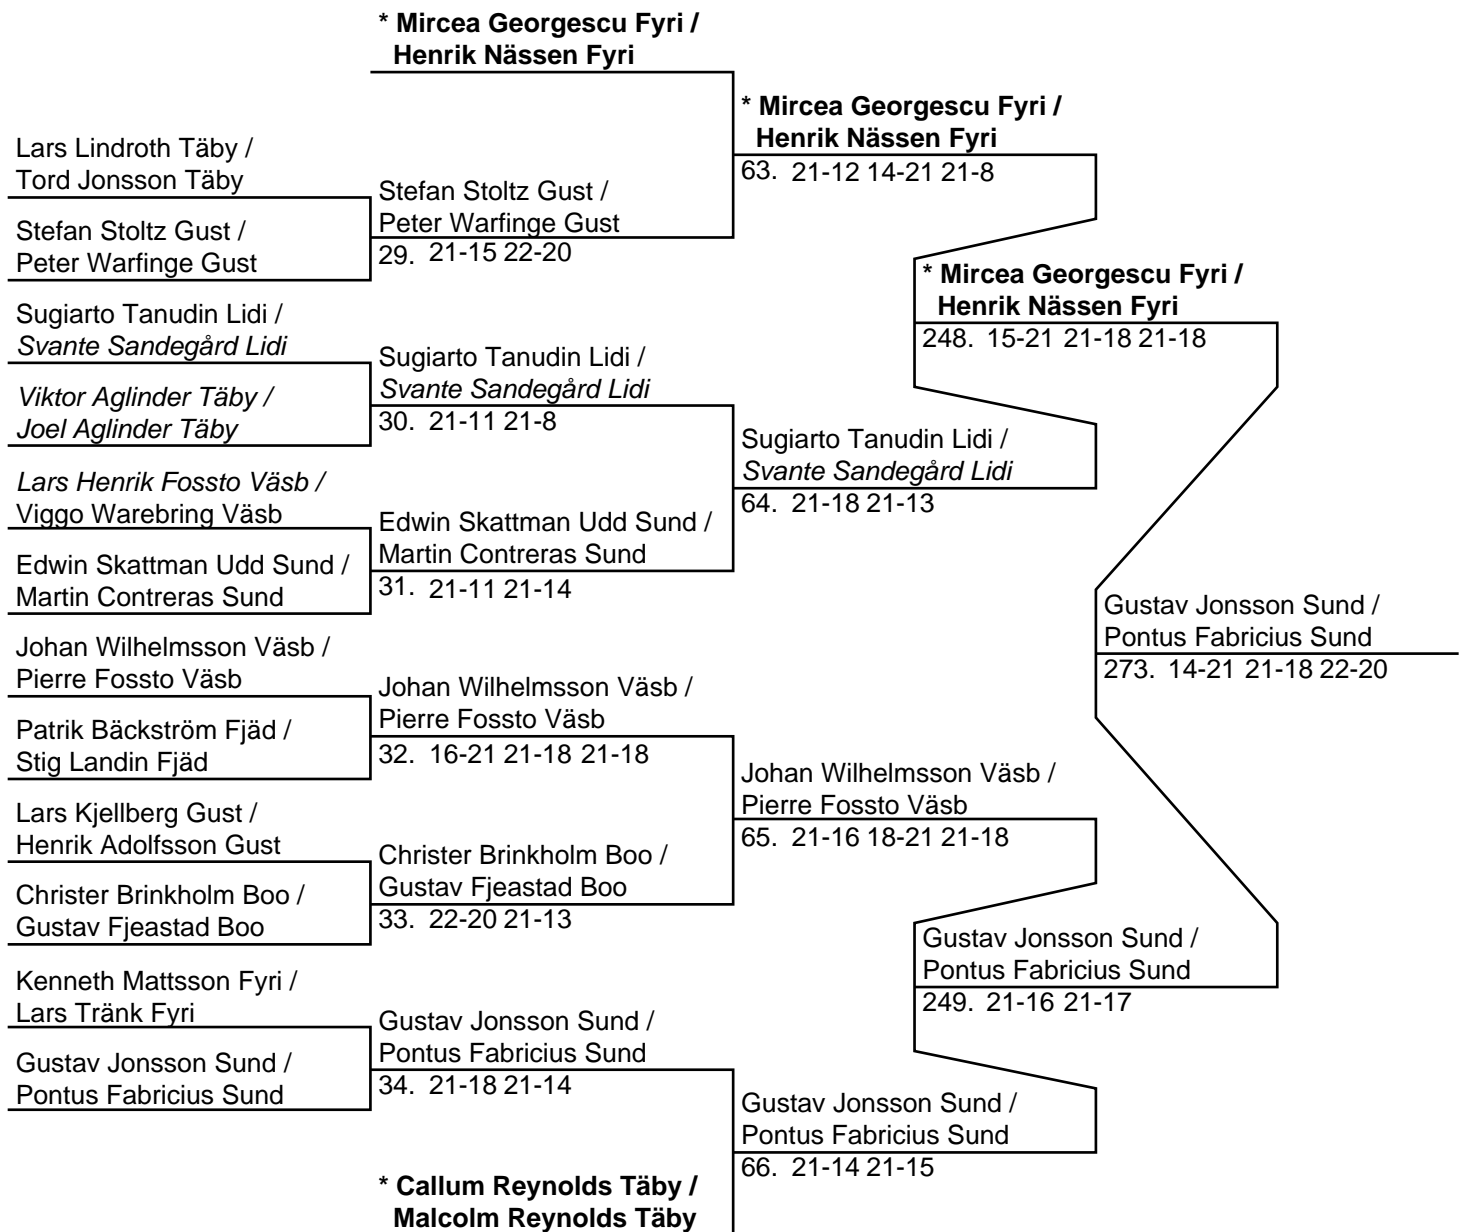 * Mircea Georgescu Fyri /
Henrik Nässen Fyri
* Mircea Georgescu Fyri /
Henrik Nässen Fyri
63. 21-12 14-21 21-8
Lars Lindroth Täby /
Tord Jonsson Täby
Stefan Stoltz Gust /
Peter Warfinge Gust
29. 21-15 22-20
Stefan Stoltz Gust /
Peter Warfinge Gust
* Mircea Georgescu Fyri /
Henrik Nässen Fyri
248. 15-21 21-18 21-18
Sugiarto Tanudin Lidi /
Svante Sandegård Lidi
Sugiarto Tanudin Lidi /
Svante Sandegård Lidi
30. 21-11 21-8
Viktor Aglinder Täby /
Joel Aglinder Täby
Sugiarto Tanudin Lidi /
Svante Sandegård Lidi
64. 21-18 21-13
Lars Henrik Fossto Väsb /
Viggo Warebring Väsb
Edwin Skattman Udd Sund /
Martin Contreras Sund
31. 21-11 21-14
Edwin Skattman Udd Sund /
Martin Contreras Sund
Gustav Jonsson Sund /
Pontus Fabricius Sund
273. 14-21 21-18 22-20
Johan Wilhelmsson Väsb /
Pierre Fossto Väsb
Johan Wilhelmsson Väsb /
Pierre Fossto Väsb
32. 16-21 21-18 21-18
Patrik Bäckström Fjäd /
Stig Landin Fjäd
Johan Wilhelmsson Väsb /
Pierre Fossto Väsb
65. 21-16 18-21 21-18
Lars Kjellberg Gust /
Henrik Adolfsson Gust
Christer Brinkholm Boo /
Gustav Fjeastad Boo
33. 22-20 21-13
Christer Brinkholm Boo /
Gustav Fjeastad Boo
Gustav Jonsson Sund /
Pontus Fabricius Sund
249. 21-16 21-17
Kenneth Mattsson Fyri /
Lars Tränk Fyri
Gustav Jonsson Sund /
Pontus Fabricius Sund
34. 21-18 21-14
Gustav Jonsson Sund /
Pontus Fabricius Sund
Gustav Jonsson Sund /
Pontus Fabricius Sund
66. 21-14 21-15
* Callum Reynolds Täby /
Malcolm Reynolds Täby